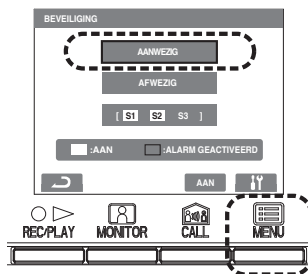 BEVEILIGING
AANWEZIG
AFWEZIG
[ S1 S2 S3 ]
:AAN :ALARM GEACTIVEERD
AAN
REC/PLAY MONITOR CALL MENU